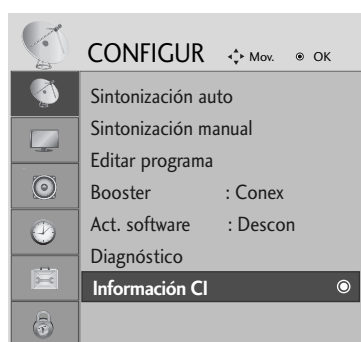 CONFIGUR Mov. OK
Sintonización auto
Sintonización manual
Editar programa
Booster : Conex
Act. software : Descon
Diagnóstico
Información CI